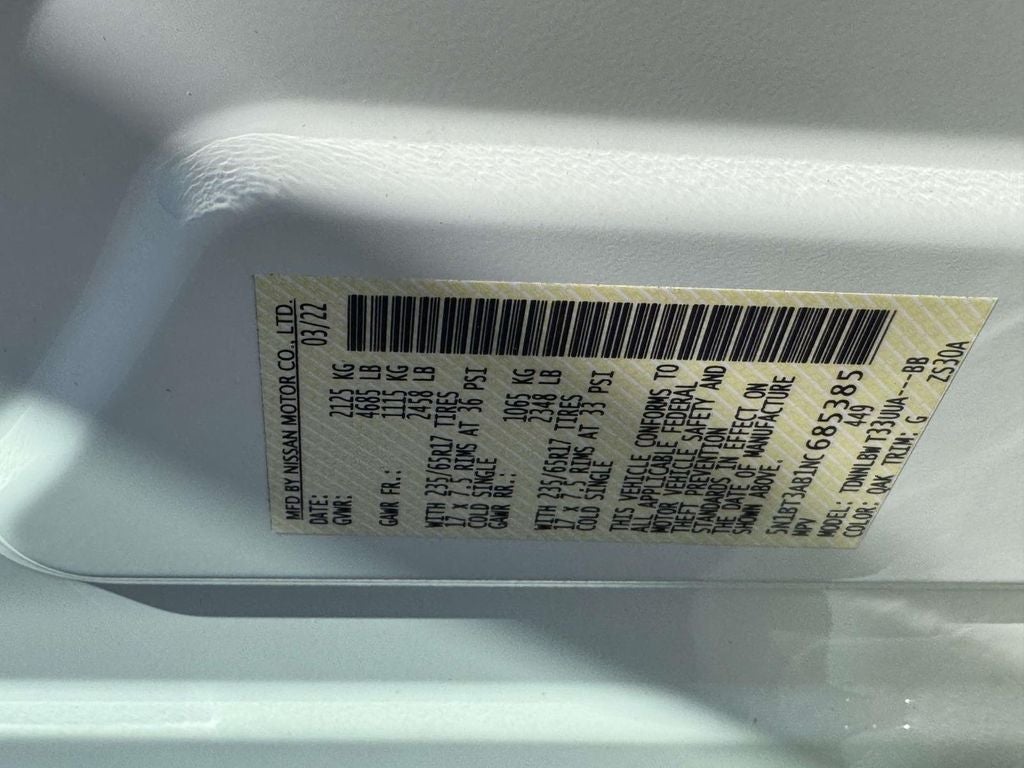 MFD BY NISSAN MOTOR CO., LTD.
DATE: 03/22
GVWR: 2125 KG
4685 LB
GAWR FR.: 1115 KG
2458 LB
WITH 235/65R17 TIRES
17 X 7.5 RIMS AT 36 PSI
COLD SINGLE
GAWR RR.: 1065 KG
2348 LB
WITH 235/65R17 TIRES
17 X 7.5 RIMS AT 33 PSI
COLD SINGLE
THIS VEHICLE CONFORMS TO
ALL APPLICABLE FEDERAL
MOTOR VEHICLE SAFETY AND
THEFT PREVENTION
STANDARDS IN EFFECT ON
THE DATE OF MANUFACTURE
SHOWN ABOVE.
5N1BT3AB1NC685385
MPV 449
MODEL: TDNNLBW T33UUA---BB
COLOR: QAK TRIM: G ZS30A